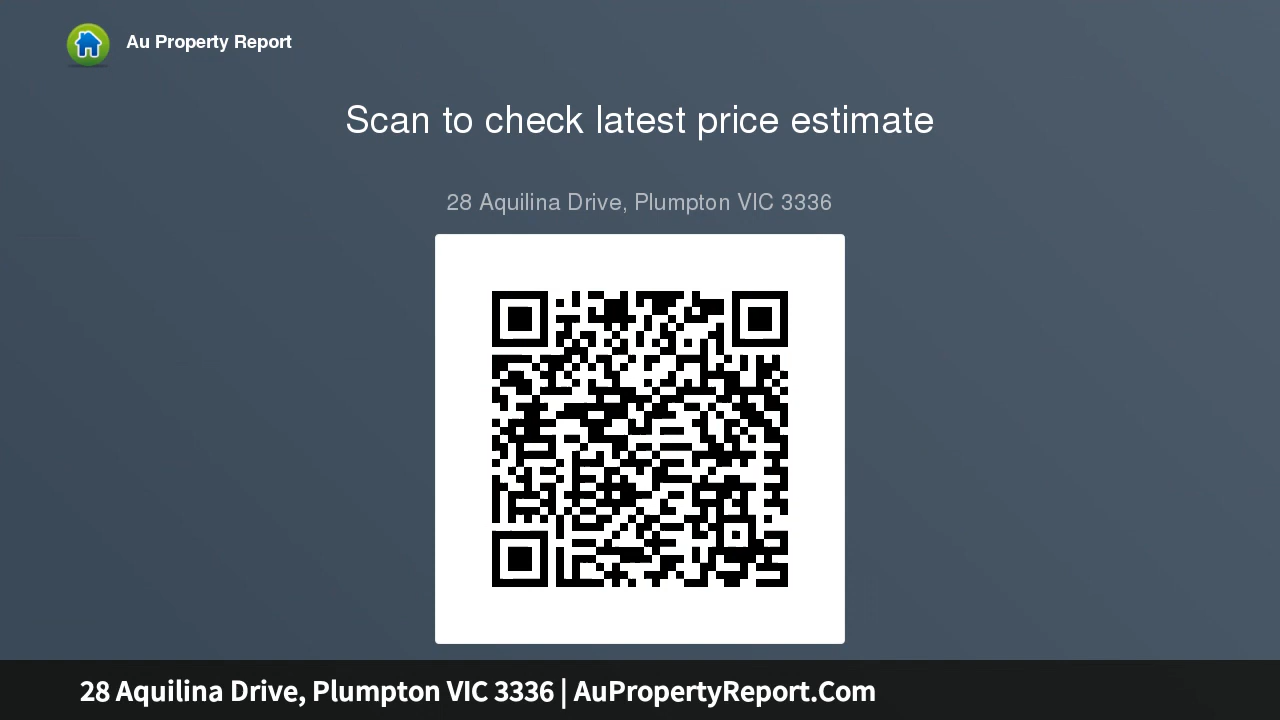 Au Property Report
Scan to check latest price estimate
28 Aquilina Drive, Plumpton VIC 3336
28 Aquilina Drive, Plumpton VIC 3336 | AuPropertyReport.Com